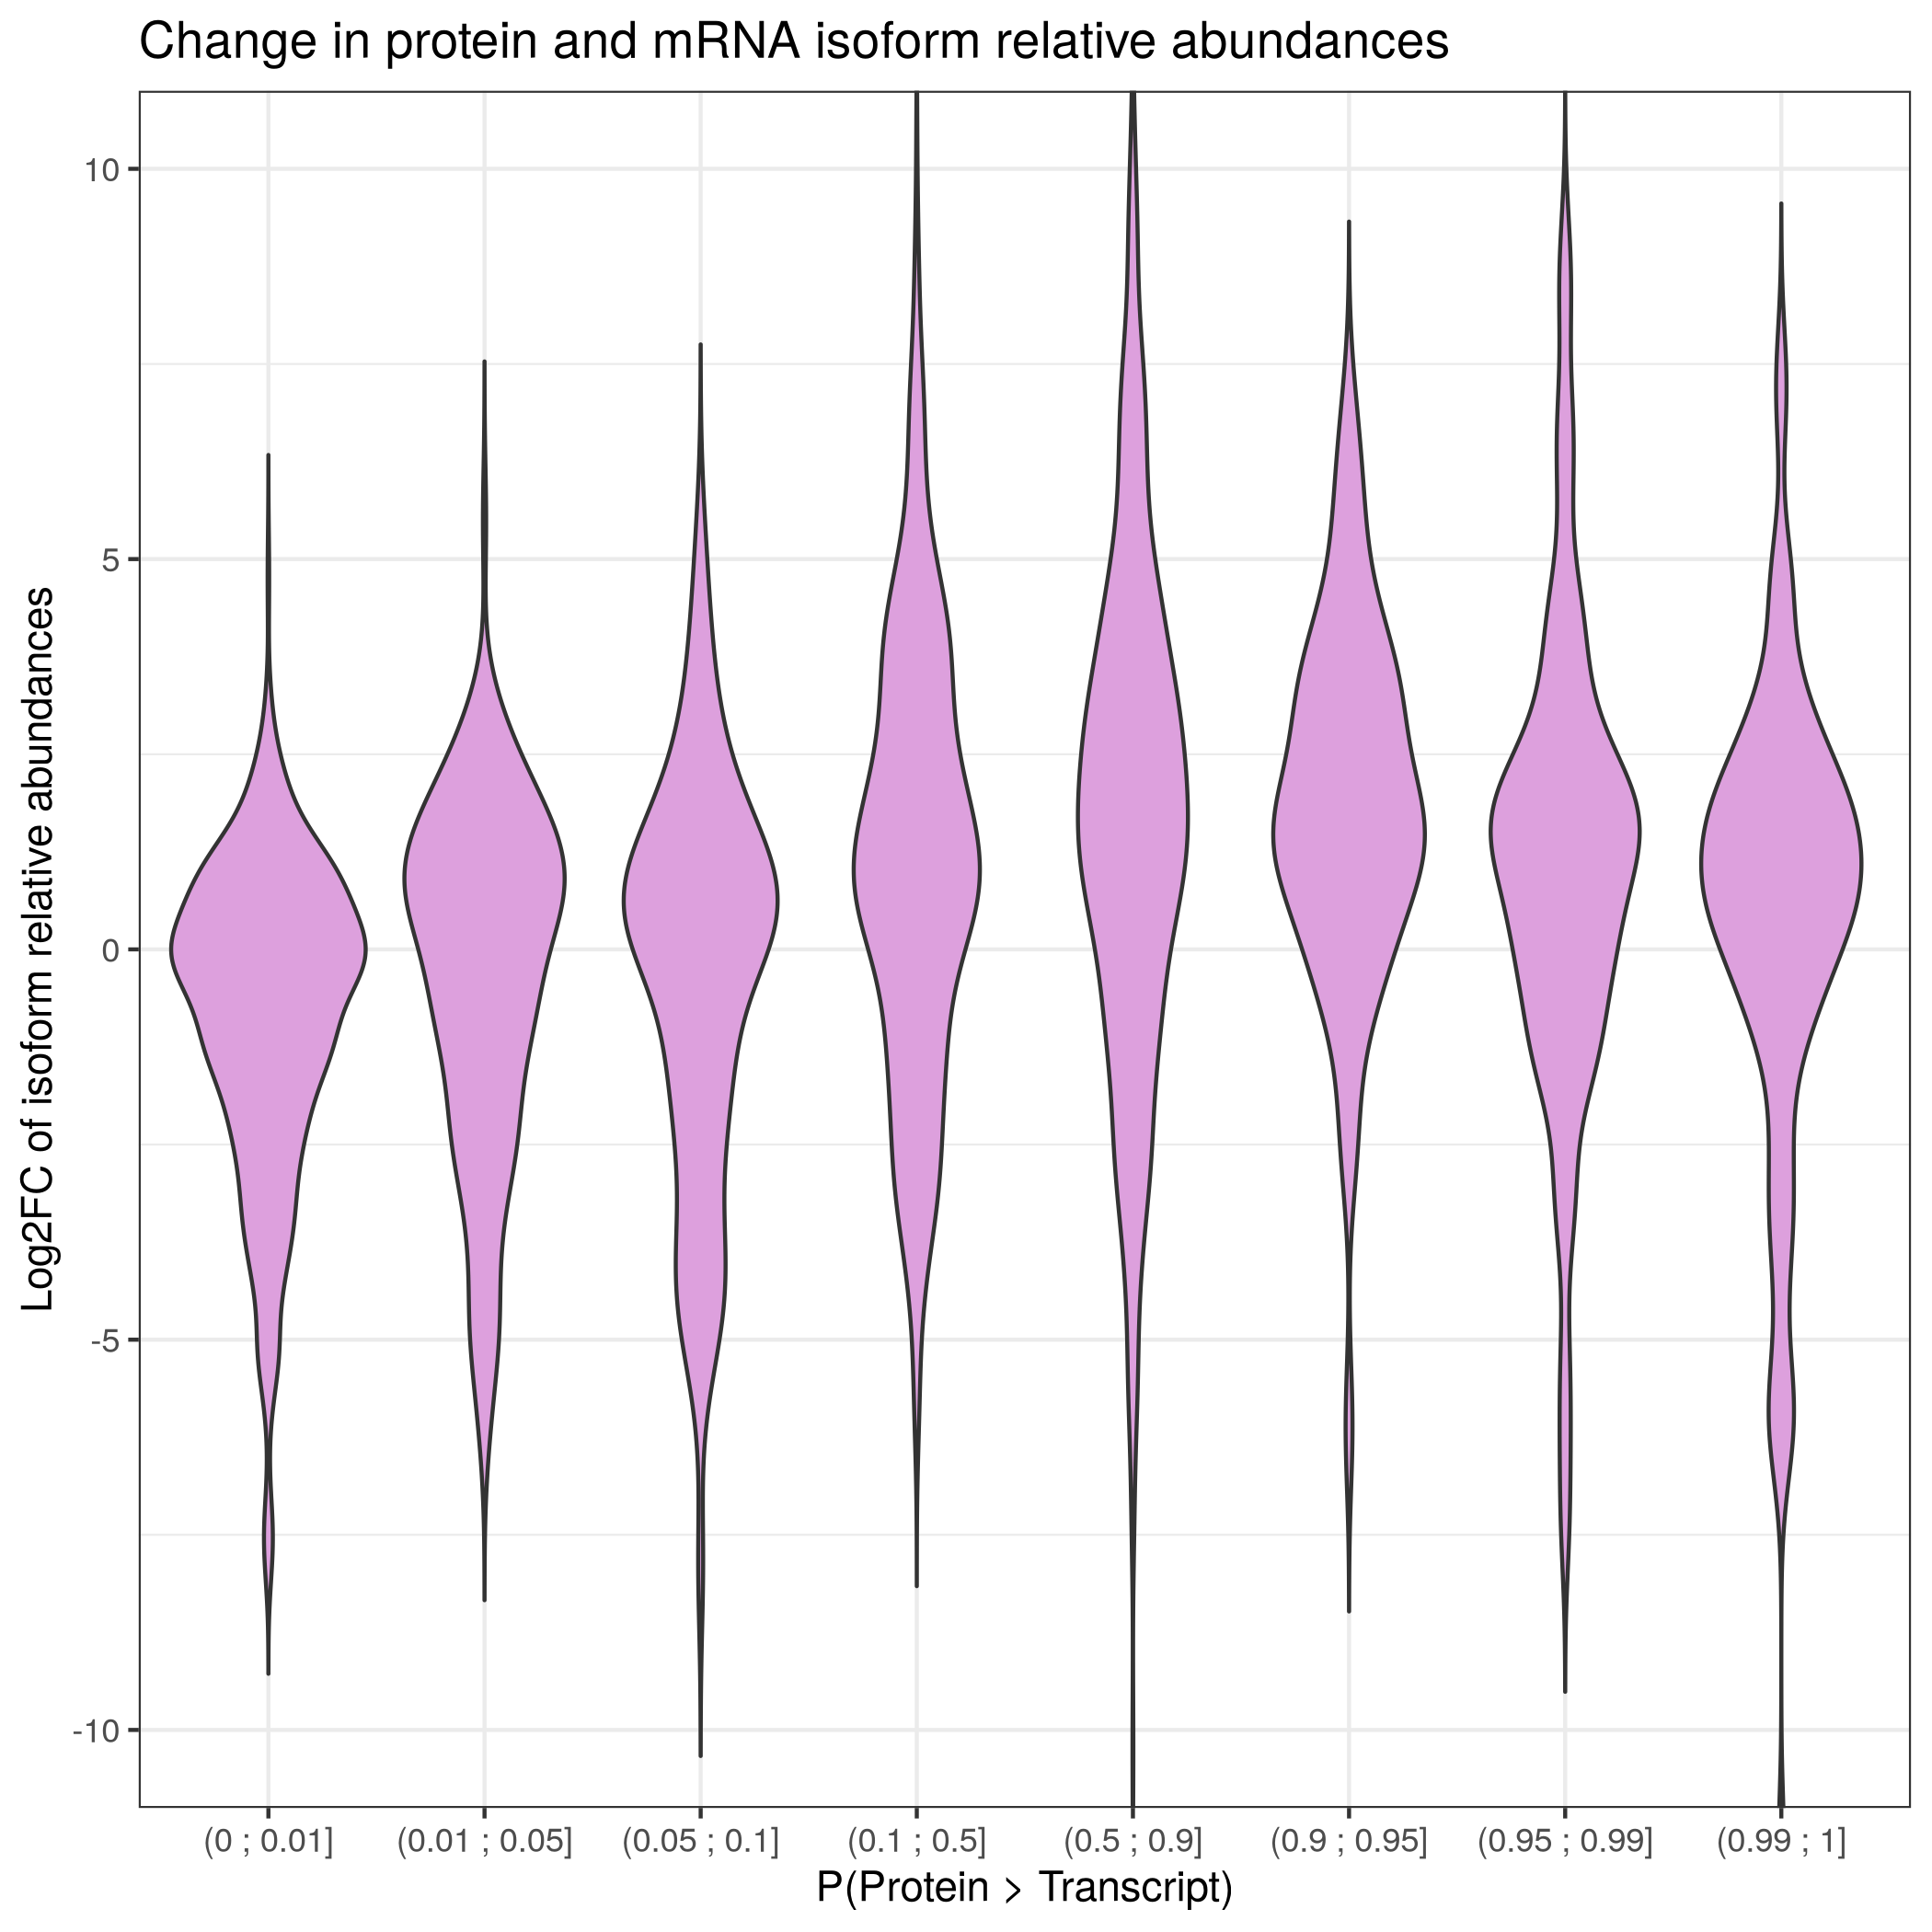 Change in protein and mRNA isoform relative abundances
Log2FC of isoform relative abundances
10
5
0
-5
-10
(0 ; 0.01] (0.01 ; 0.05] (0.05 ; 0.1] (0.1 ; 0.5] (0.5 ; 0.9] (0.9 ; 0.95] (0.95 ; 0.99] (0.99 ; 1]
P(Protein > Transcript)